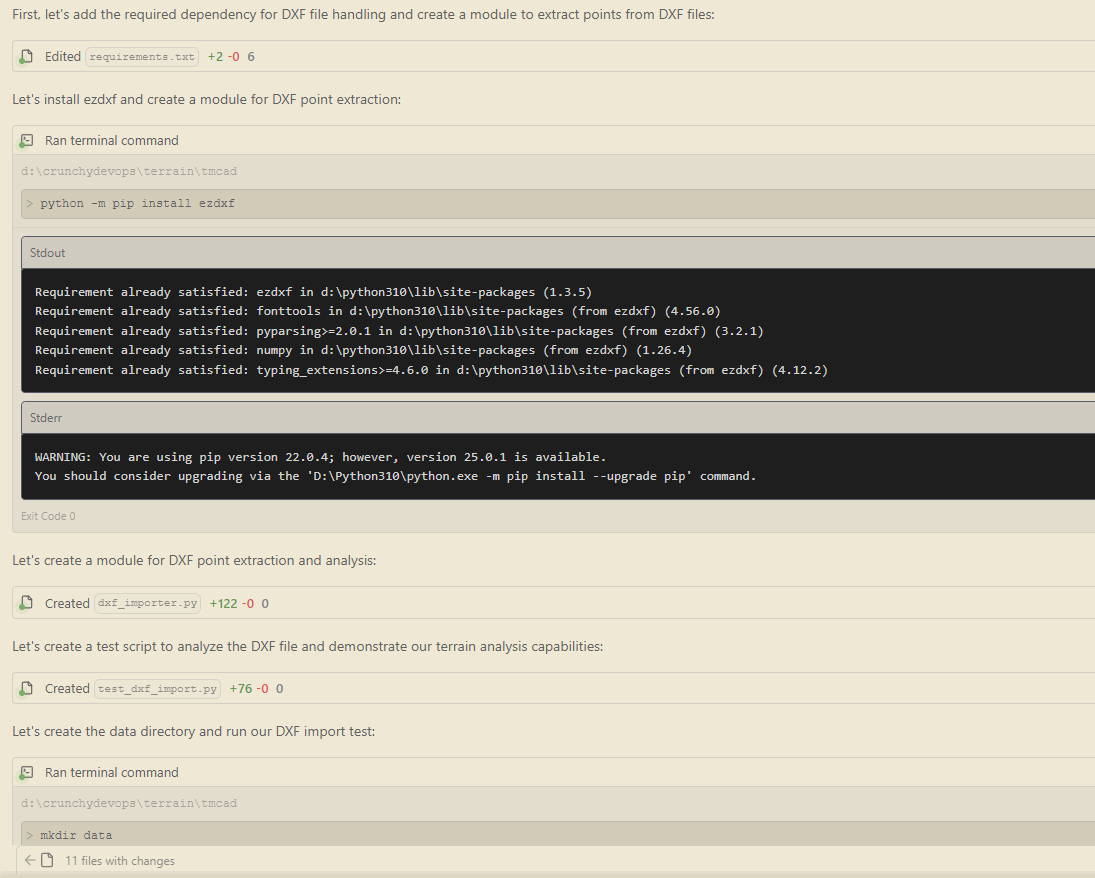 First, let's add the required dependency for DXF file handling and create a module to extract points from DXF files:
Edited requirements.txt +2 -0 6
Let's install ezdxf and create a module for DXF point extraction:
Ran terminal command
d:\crunchydevops\terrain\tmcad
> python -m pip install ezdxf
Stdout
Requirement already satisfied: ezdxf in d:\python310\lib\site-packages (1.3.5)
Requirement already satisfied: fonttools in d:\python310\lib\site-packages (from ezdxf) (4.56.0)
Requirement already satisfied: pyparsing>=2.0.1 in d:\python310\lib\site-packages (from ezdxf) (3.2.1)
Requirement already satisfied: numpy in d:\python310\lib\site-packages (from ezdxf) (1.26.4)
Requirement already satisfied: typing_extensions>=4.6.0 in d:\python310\lib\site-packages (from ezdxf) (4.12.2)
Stderr
WARNING: You are using pip version 22.0.4; however, version 25.0.1 is available.
You should consider upgrading via the 'D:\Python310\python.exe -m pip install --upgrade pip' command.
Exit Code 0
Let's create a module for DXF point extraction and analysis:
Created dxf_importer.py +122 -0 0
Let's create a test script to analyze the DXF file and demonstrate our terrain analysis capabilities:
Created test_dxf_import.py +76 -0 0
Let's create the data directory and run our DXF import test:
Ran terminal command
d:\crunchydevops\terrain\tmcad
> mkdir data
11 files with changes